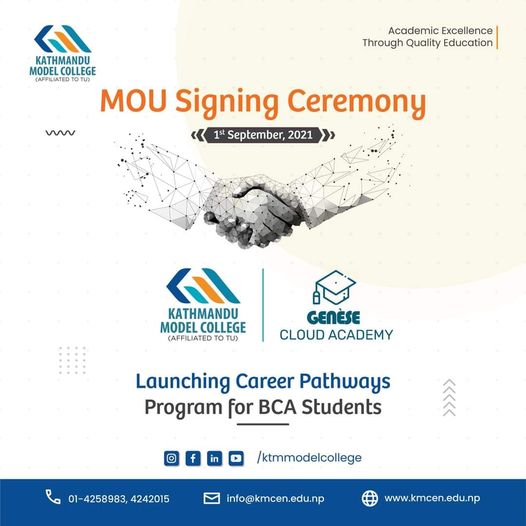 KATHMANDU
MODEL COLLEGE
(AFFILIATED TO TU)
Academic Excellence
Through Quality Education
MOU Signing Ceremony
1st September, 2021
KATHMANDU
MODEL COLLEGE
(AFFILIATED TO TU)
GENÈSE
CLOUD ACADEMY
Launching Career Pathways
Program for BCA Students
/ktmmodelcollege
01-4258983, 4242015
info@kmcen.edu.np
www.kmcen.edu.np